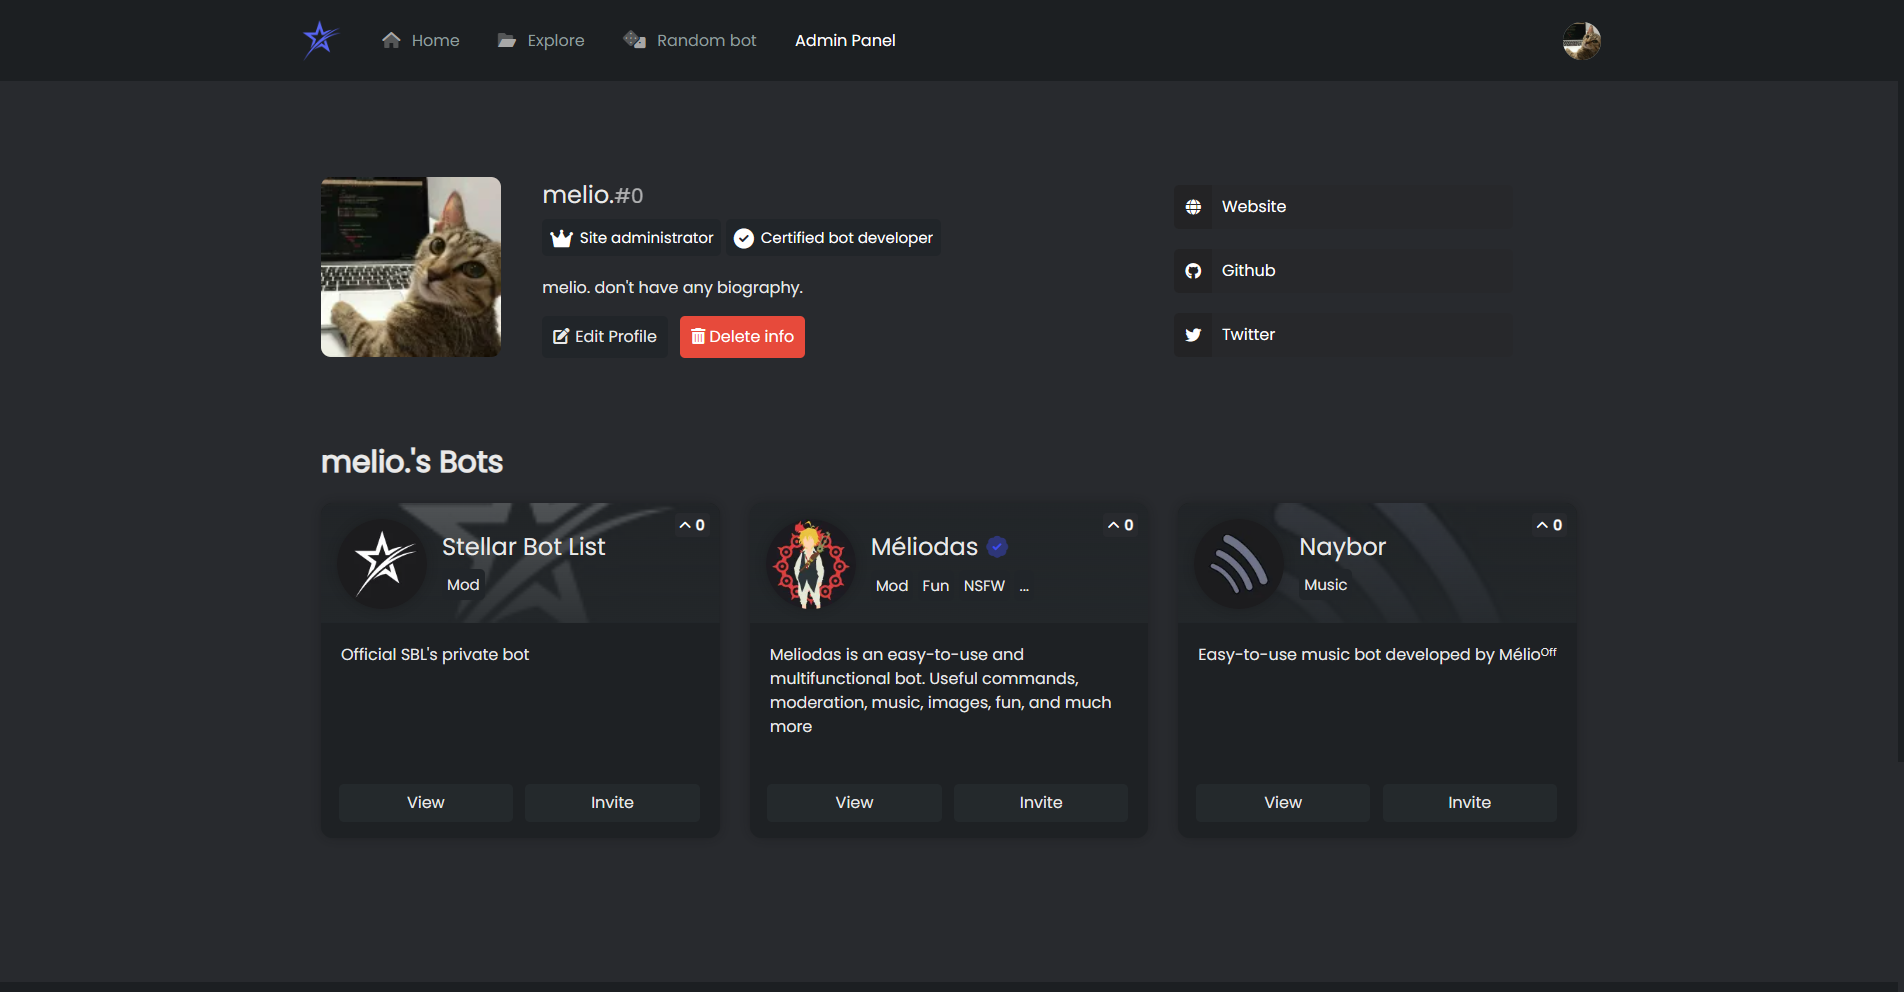 Home Explore Random bot Admin Panel
melio.#0
Site administrator Certified bot developer
melio. don't have any biography.
Edit Profile Delete info
Website
Github
Twitter
melio.'s Bots
0
Stellar Bot List
Mod
Official SBL's private bot
View Invite
0
Méliodas
Mod Fun NSFW ...
Meliodas is an easy-to-use and
multifunctional bot. Useful commands,
moderation, music, images, fun, and much
more
View Invite
0
Naybor
Music
Easy-to-use music bot developed by Mélioᴼᶠᶠ
View Invite